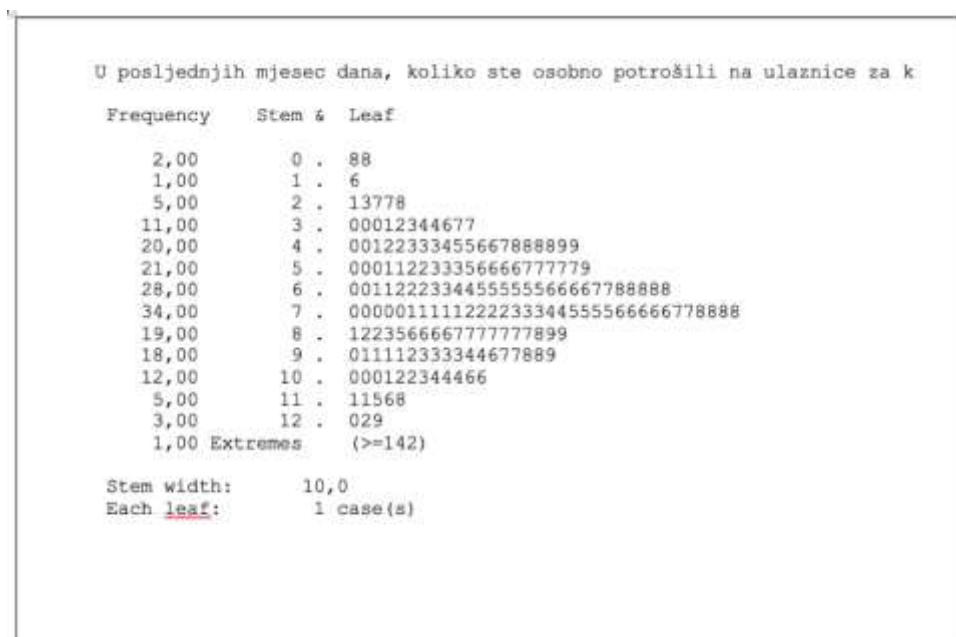 U posljednjih mjesec dana, koliko ste osobno potrošili na ulaznice za k
Frequency Stem & Leaf
2,00 0 . 88
1,00 1 . 6
5,00 2 . 13778
11,00 3 . 00012344677
20,00 4 . 00122333455667888899
21,00 5 . 000112233356666777779
28,00 6 . 0011222334455555566667788888
34,00 7 . 0000011111222233344555566666778888
19,00 8 . 1223566667777777899
18,00 9 . 011112333344677889
12,00 10 . 000122344466
5,00 11 . 11568
3,00 12 . 029
1,00 Extremes (>=142)
Stem width: 10,0
Each leaf: 1 case(s)